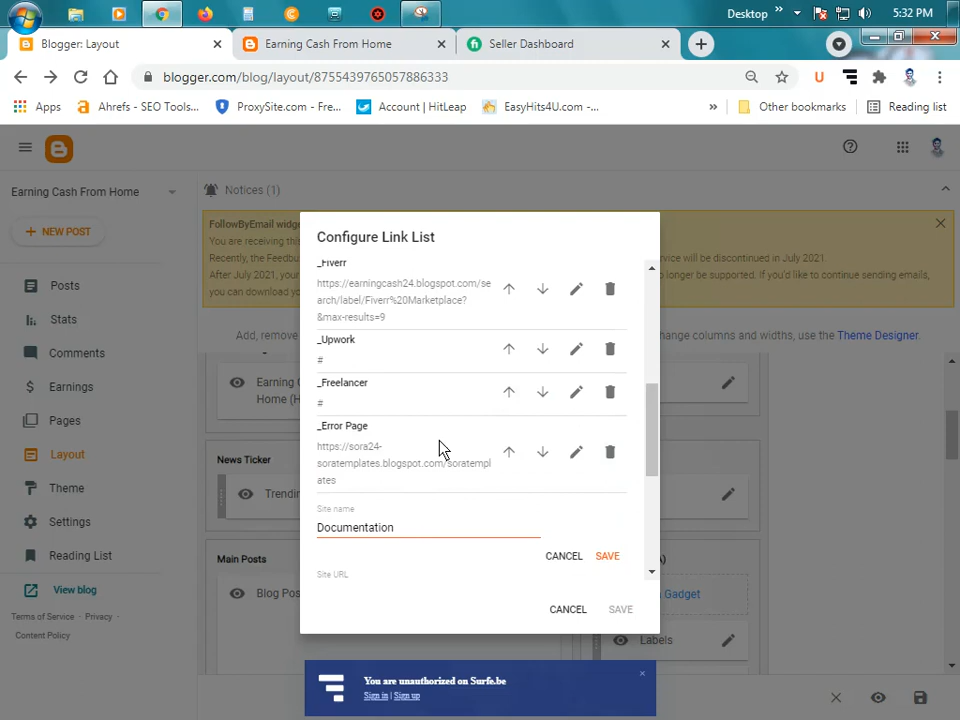 Desktop
»
5:32 PM
Blogger: Layout
Earning Cash From Home
Seller Dashboard
blogger.com/blog/layout/8755439765057886333
Apps
Ahrefs - SEO Tools...
ProxySite.com - Fre...
Account | HitLeap
EasyHits4U.com -...
»
Other bookmarks
Reading list
Earning Cash From Home
Notices (1)
+ NEW POST
FollowByEmail widg
You are receiving this
Recently, the Feedbu
vice will be discontinued in July 2021.
After July 2021, your
o longer be supported. If you'd like to continue sending emails,
you can download yo
Add, remove
change columns and widths, use the Theme Designer.
Posts
Stats
Comments
Earnings
Pages
Layout
Theme
Settings
Reading List
View blog
Terms of Service · Privacy ·
Content Policy
Earning C
Home (H
News Ticker
Trendin
Main Posts
Blog Pos
Gadget
Labels
Configure Link List
_Fiverr
https://earningcash24.blogspot.com/se
arch/label/Fiverr%20Marketplace?
&max-results=9
_Upwork
#
_Freelancer
#
_Error Page
https://sora24-
soratemplates.blogspot.com/soratempl
ates
Site name
Documentation
CANCEL
SAVE
Site URL
CANCEL
SAVE
You are unauthorized on Surfe.be
Sign in | Sign up